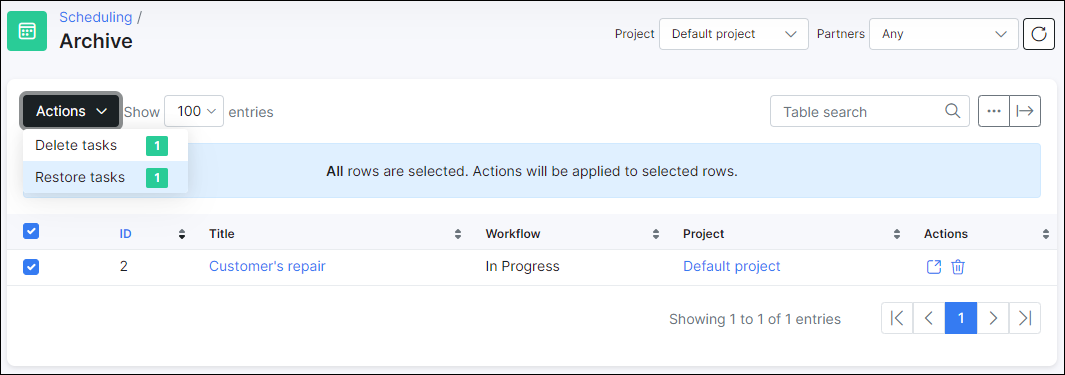 Scheduling /
Archive
Project Default project Partners Any
Actions Show 100 entries Table search
Delete tasks 1
Restore tasks 1
All rows are selected. Actions will be applied to selected rows.
ID Title Workflow Project Actions
2 Customer's repair In Progress Default project
Showing 1 to 1 of 1 entries 1